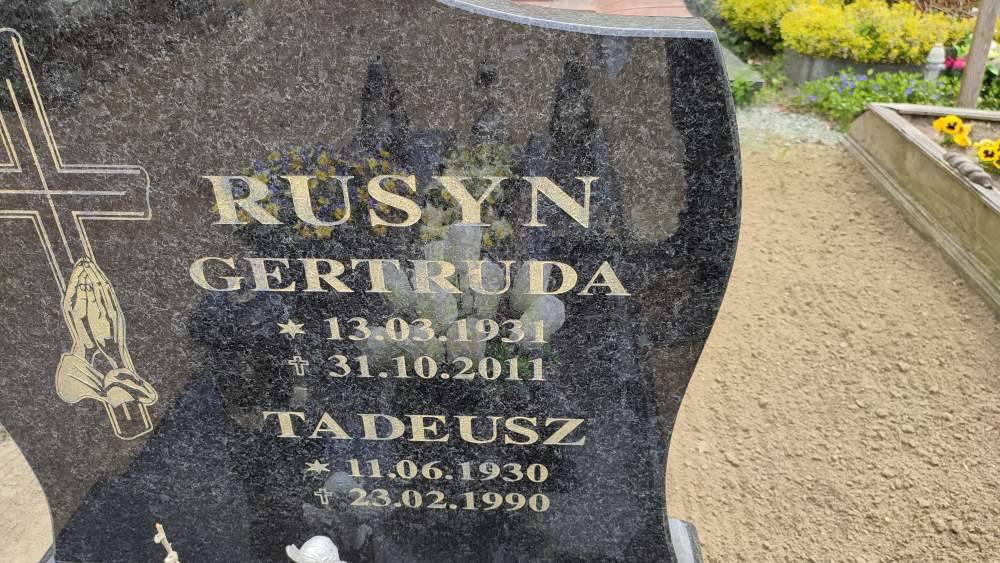 RUSYN
GERTRUDA
* 13.03.1931
✝ 31.10.2011
TADEUSZ
* 11.06.1930
✝ 23.02.1990